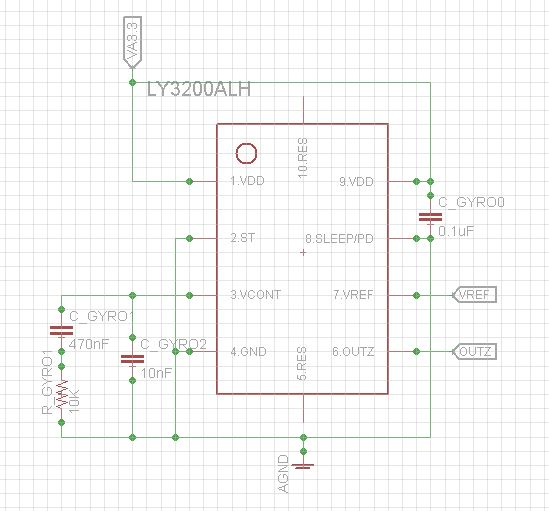 VA3.3
LY3200ALH
10.RES
1.VDD
9.VDD
C_GYRO0
0.1uF
2.ST
8.SLEEP/PD
3.VCONT
7.VREF
VREF
C_GYRO1
470nF
C_GYRO2
10nF
4.GND
6.OUTZ
OUTZ
5.RES
R_GYRO1
10K
AGND